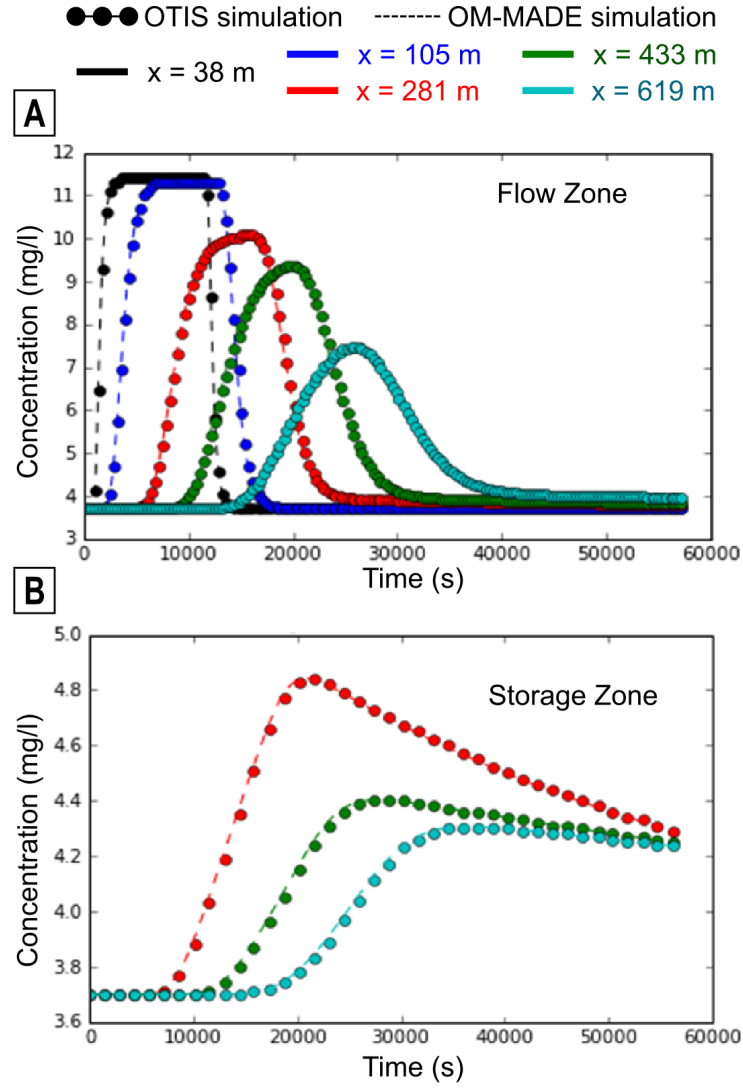 OTIS simulation OM-MADE simulation
x = 38 m x = 105 m x = 433 m
x = 281 m x = 619 m
A
12
11
10
9
8
7
6
5
4
3
Concentration (mg/l)
Flow Zone
0 10000 20000 30000 40000 50000 60000
Time (s)
B
5.0
4.8
4.6
4.4
4.2
4.0
3.8
3.6
Concentration (mg/l)
Storage Zone
0 10000 20000 30000 40000 50000 60000
Time (s)